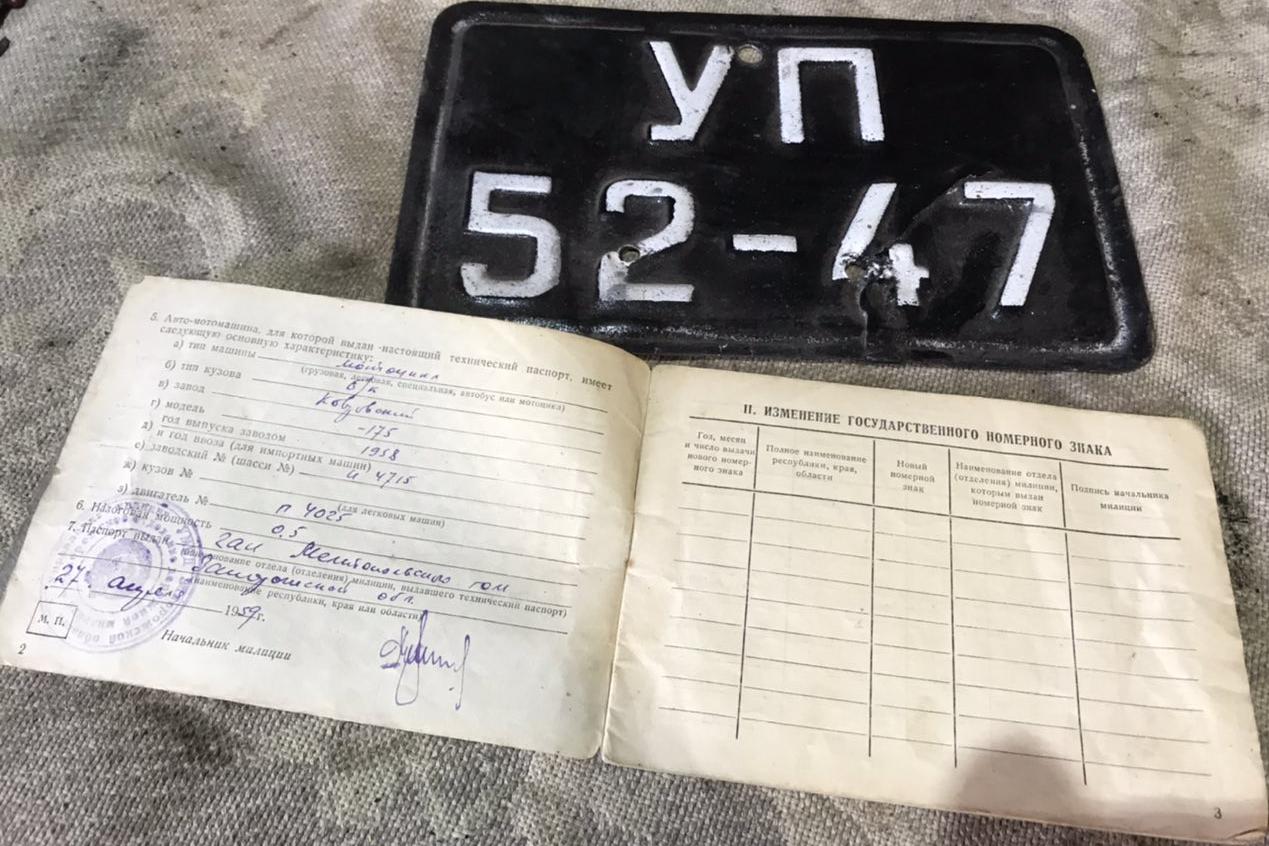 УП
52-47
5. Авто-мотомашина, для которой выдан настоящий технический паспорт, имеет
следующую основную характеристику:
а) тип машины мотоцикл
(грузовая, легковая, специальная, автобус или мотоцикл)
б) тип кузова б/к
в) завод Ковровский
г) модель -175
д) год выпуска заводом 1958
и год ввоза (для импортных машин)
е) заводской № (шасси №) И 4715
ж) кузов №
(для легковых машин)
з) двигатель № П 4025
6. Налоговая мощность 0,5
7. Паспорт выдан ГАИ Мелитопольского гом
(наименование отдела (отделения) милиции, выдавшего технический паспорт)
Запорожской обл.
(наименование республики, края или области)
27 апреля 1959г.
М. П.
Начальник милиции
2
II. ИЗМЕНЕНИЕ ГОСУДАРСТВЕННОГО НОМЕРНОГО ЗНАКА
Год, месяц
и число выдачи
нового номер-
ного знака
Полное наименование
республики, края,
области
Новый
номерной
знак
Наименование отдела
(отделения) милиции,
которым выдан
номерной знак
Подпись начальника
милиции
3